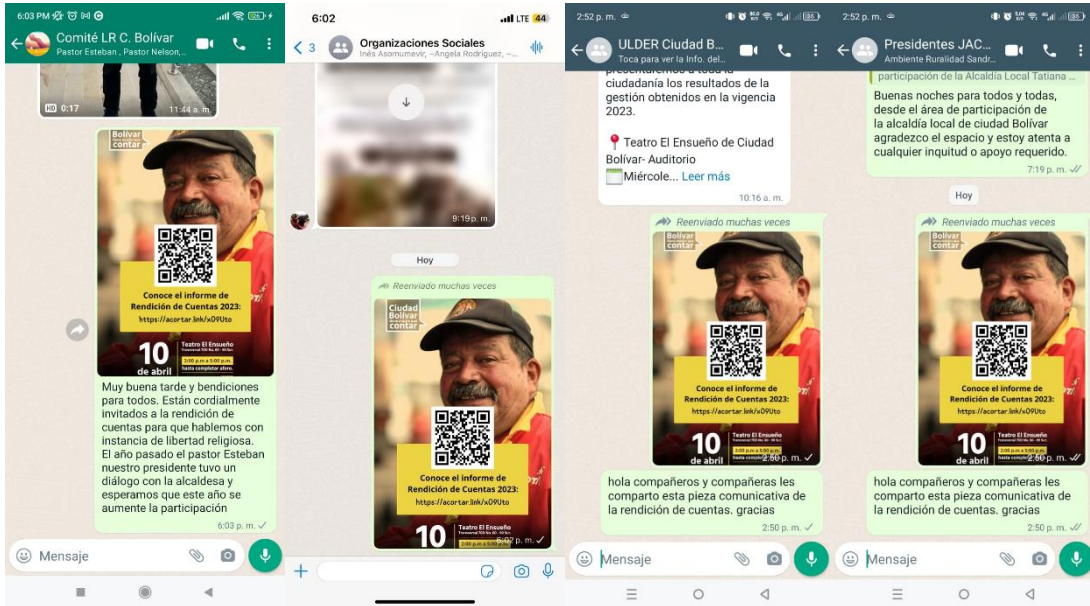 6:03 PM
Comité LR C. Bolívar
Pastor Esteban , Pastor Nelson,...
HD 0:17
11:44 a. m.
Bolívar
contar
Conoce el informe de
Rendición de Cuentas 2023:
https://acortar.link/x09Uto
10
de abril
Teatro El Ensueño
2:00 p.m a 5:00 p.m.
hasta completar aforo.
Muy buena tarde y bendiciones
para todos. Están cordialmente
invitados a la rendición de
cuentas para que hablemos con
instancia de libertad religiosa.
El año pasado el pastor Esteban
nuestro presidente tuvo un
diálogo con la alcaldesa y
esperamos que este año se
aumente la participación
6:03 p. m.
Mensaje
6:02
LTE 44
3
Organizaciones Sociales
Inés Asomumevir, ~Angela Rodriguez, ~...
9:19 p. m.
Hoy
Reenviado muchas veces
Ciudad
Bolívar
contar
Conoce el informe de
Rendición de Cuentas 2023:
https://acortar.link/x09Uto
10
Teatro El Ensueño
6:02 p. m.
2:52 p. m.
ULDER Ciudad B...
Toca para ver la Info. del...
presentaremos a toda la
ciudadanía los resultados de la
gestión obtenidos en la vigencia
2023.
Teatro El Ensueño de Ciudad
Bolívar- Auditorio
Miércole... Leer más
10:16 a. m.
Reenviado muchas veces
Bolívar
contar
Conoce el informe de
Rendición de Cuentas 2023:
https://acortar.link/x09Uto
10
de abril
Teatro El Ensueño
2:50 p. m.
hola compañeros y compañeras les
comparto esta pieza comunicativa de
la rendición de cuentas. gracias
2:50 p. m.
Mensaje
2:52 p. m.
Presidentes JAC...
Ambiente Ruralidad Sandr...
participación de la Alcaldía Local Tatiana ...
Buenas noches para todos y todas,
desde el área de participación de
la alcaldía local de ciudad Bolívar
agradezco el espacio y estoy atenta a
cualquier inquitud o apoyo requerido.
7:19 p. m.
Hoy
Reenviado muchas veces
Bolívar
contar
Conoce el informe de
Rendición de Cuentas 2023:
https://acortar.link/x09Uto
10
de abril
Teatro El Ensueño
2:50 p. m.
hola compañeros y compañeras les
comparto esta pieza comunicativa de
la rendición de cuentas. gracias
2:50 p. m.
Mensaje